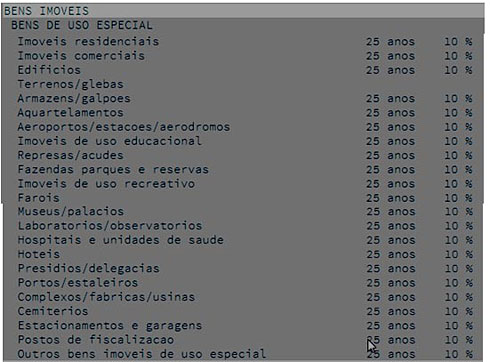 BENS IMOVEIS
BENS DE USO ESPECIAL
Imoveis residenciais 25 anos 10 %
Imoveis comerciais 25 anos 10 %
Edificios 25 anos 10 %
Terrenos/glebas
Armazens/galpoes 25 anos 10 %
Aquartelamentos 25 anos 10 %
Aeroportos/estacoes/aerodromos 25 anos 10 %
Imoveis de uso educacional 25 anos 10 %
Represas/acudes 25 anos 10 %
Fazendas parques e reservas 25 anos 10 %
Imoveis de uso recreativo 25 anos 10 %
Farois 25 anos 10 %
Museus/palacios 25 anos 10 %
Laboratorios/observatorios 25 anos 10 %
Hospitais e unidades de saude 25 anos 10 %
Hoteis 25 anos 10 %
Presidios/delegacias 25 anos 10 %
Portos/estaleiros 25 anos 10 %
Complexos/fabricas/usinas 25 anos 10 %
Cemiterios 25 anos 10 %
Estacionamentos e garagens 25 anos 10 %
Postos de fiscalizacao 25 anos 10 %
Outros bens imoveis de uso especial 25 anos 10 %